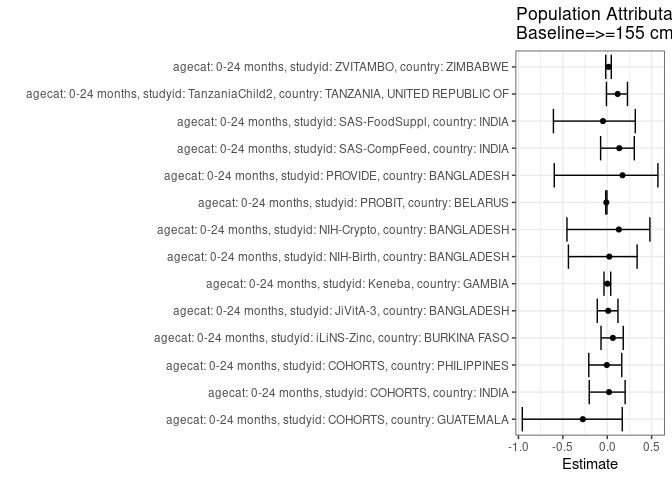 Population Attributa
Baseline=>=155 cm
agecat: 0-24 months, studyid: ZVITAMBO, country: ZIMBABWE
agecat: 0-24 months, studyid: TanzaniaChild2, country: TANZANIA, UNITED REPUBLIC OF
agecat: 0-24 months, studyid: SAS-FoodSuppl, country: INDIA
agecat: 0-24 months, studyid: SAS-CompFeed, country: INDIA
agecat: 0-24 months, studyid: PROVIDE, country: BANGLADESH
agecat: 0-24 months, studyid: PROBIT, country: BELARUS
agecat: 0-24 months, studyid: NIH-Crypto, country: BANGLADESH
agecat: 0-24 months, studyid: NIH-Birth, country: BANGLADESH
agecat: 0-24 months, studyid: Keneba, country: GAMBIA
agecat: 0-24 months, studyid: JiVitA-3, country: BANGLADESH
agecat: 0-24 months, studyid: iLiNS-Zinc, country: BURKINA FASO
agecat: 0-24 months, studyid: COHORTS, country: PHILIPPINES
agecat: 0-24 months, studyid: COHORTS, country: INDIA
agecat: 0-24 months, studyid: COHORTS, country: GUATEMALA
-1.0 -0.5 0.0 0.5
Estimate